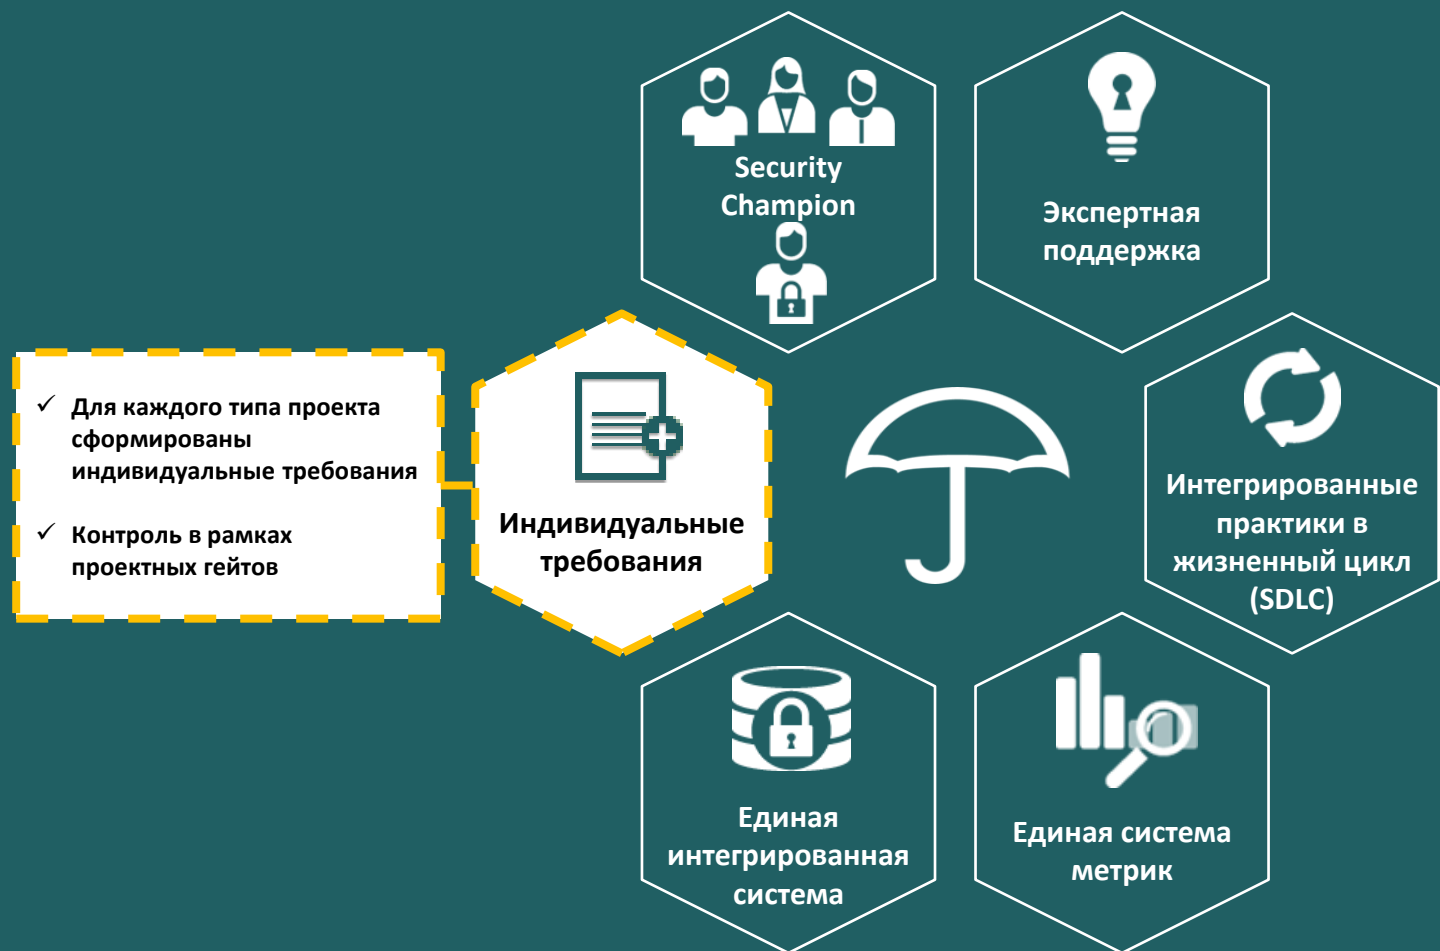 Security
Champion
Экспертная
поддержка
✓ Для каждого типа проекта
сформированы
индивидуальные требования
✓ Контроль в рамках
проектных гейтов
Индивидуальные
требования
Интегрированные
практики в
жизненный цикл
(SDLC)
Единая
интегрированная
система
Единая система
метрик